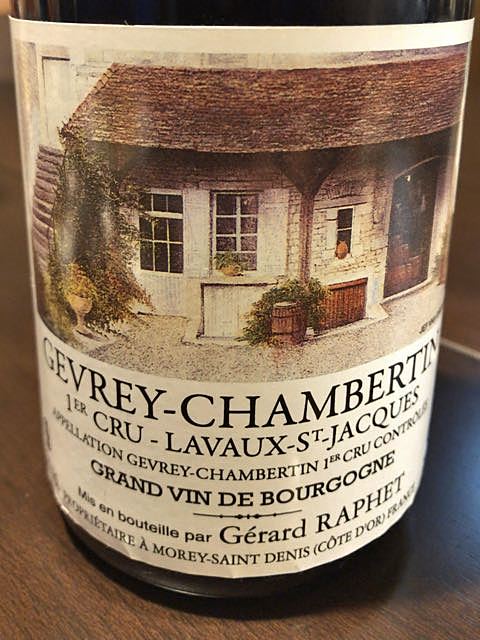 GEVREY-CHAMBERTIN
1ER CRU - LAVAUX-ST-JACQUES
APPELLATION GEVREY-CHAMBERTIN 1ER CRU CONTRÔLÉE
GRAND VIN DE BOURGOGNE
Mis en bouteille par Gérard RAPHET
PROPRIÉTAIRE À MOREY-SAINT DENIS (CÔTE D'OR) FRANCE